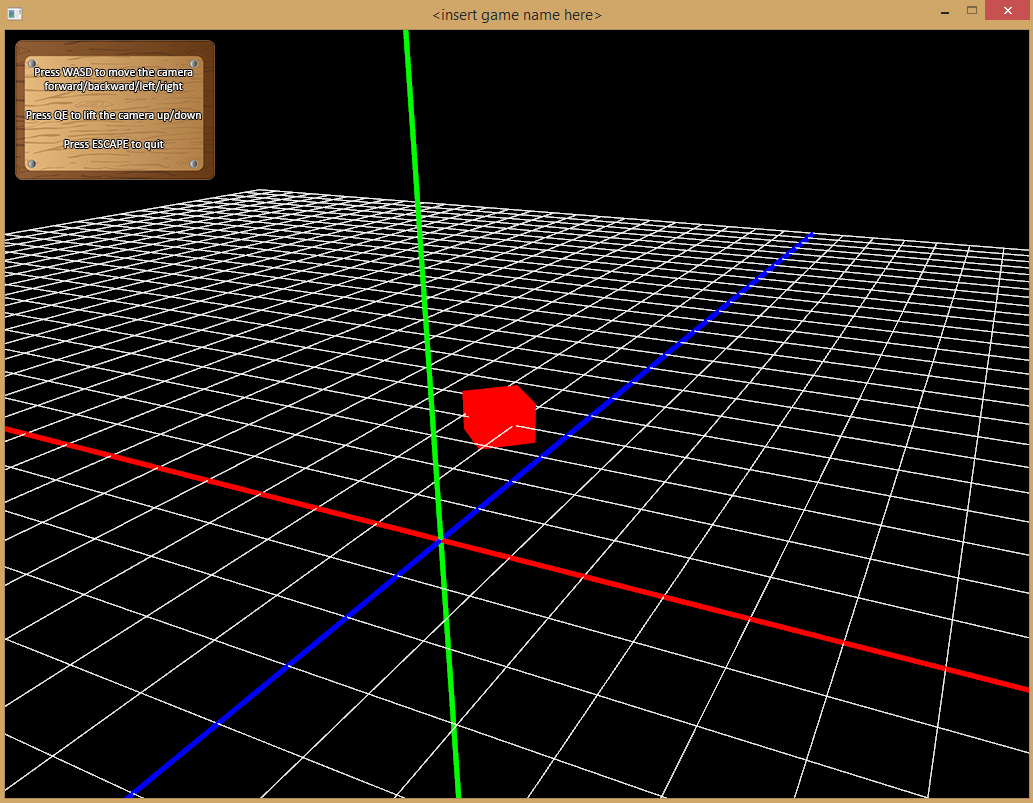 <insert game name here>
Press WASD to move the camera
forward/backward/left/right
Press QE to lift the camera up/down
Press ESCAPE to quit